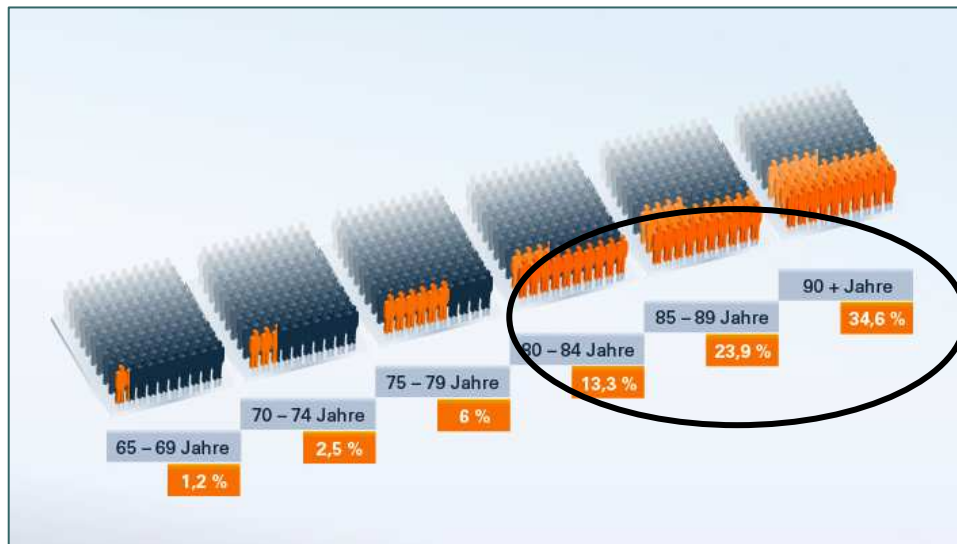 65 – 69 Jahre
1,2 %
70 – 74 Jahre
2,5 %
75 – 79 Jahre
6 %
80 – 84 Jahre
13,3 %
85 – 89 Jahre
23,9 %
90 + Jahre
34,6 %